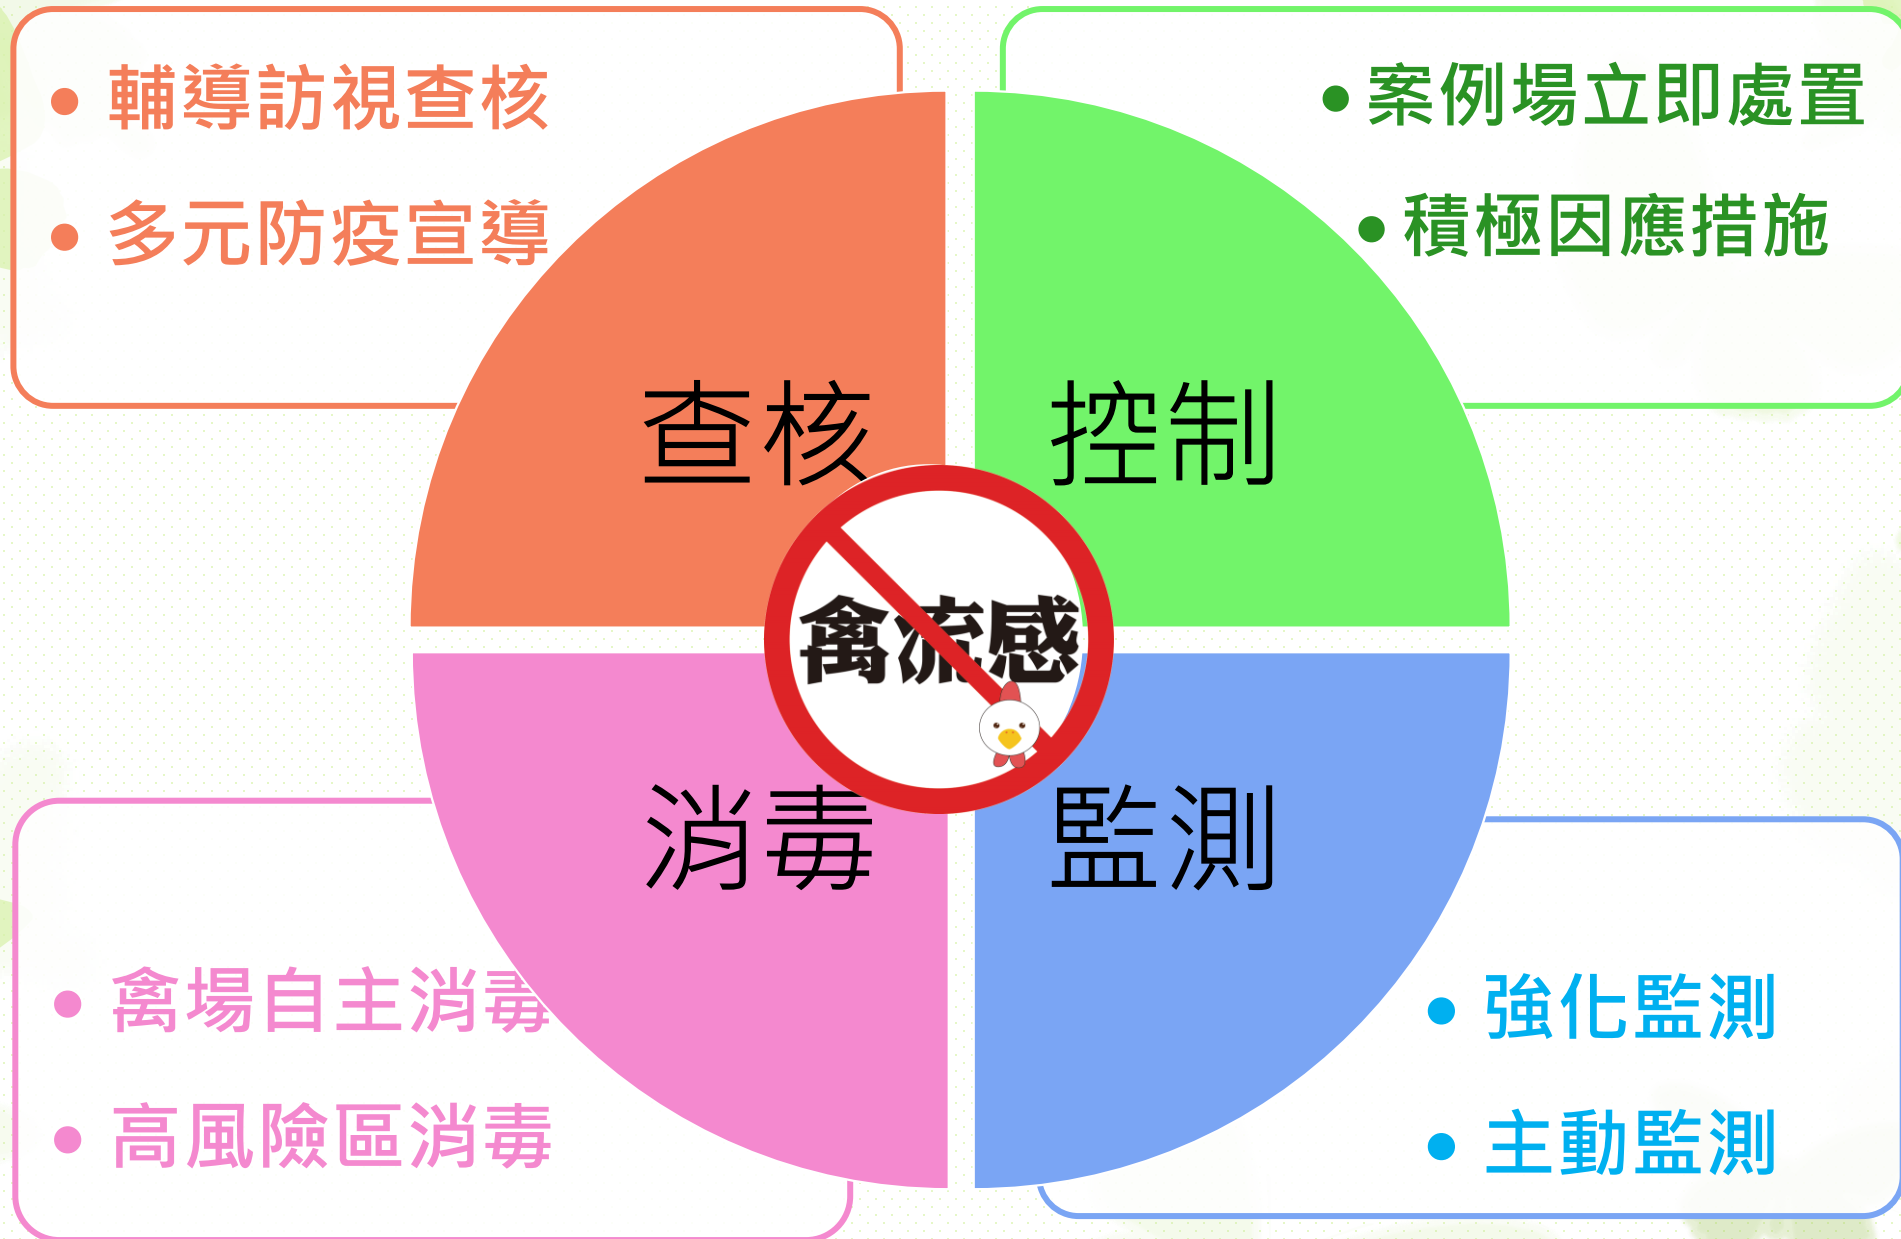 • 輔導訪視查核
• 多元防疫宣導
• 案例場立即處置
• 積極因應措施
查核
控制
禽流感
消毒
監測
• 禽場自主消毒
• 高風險區消毒
• 強化監測
• 主動監測